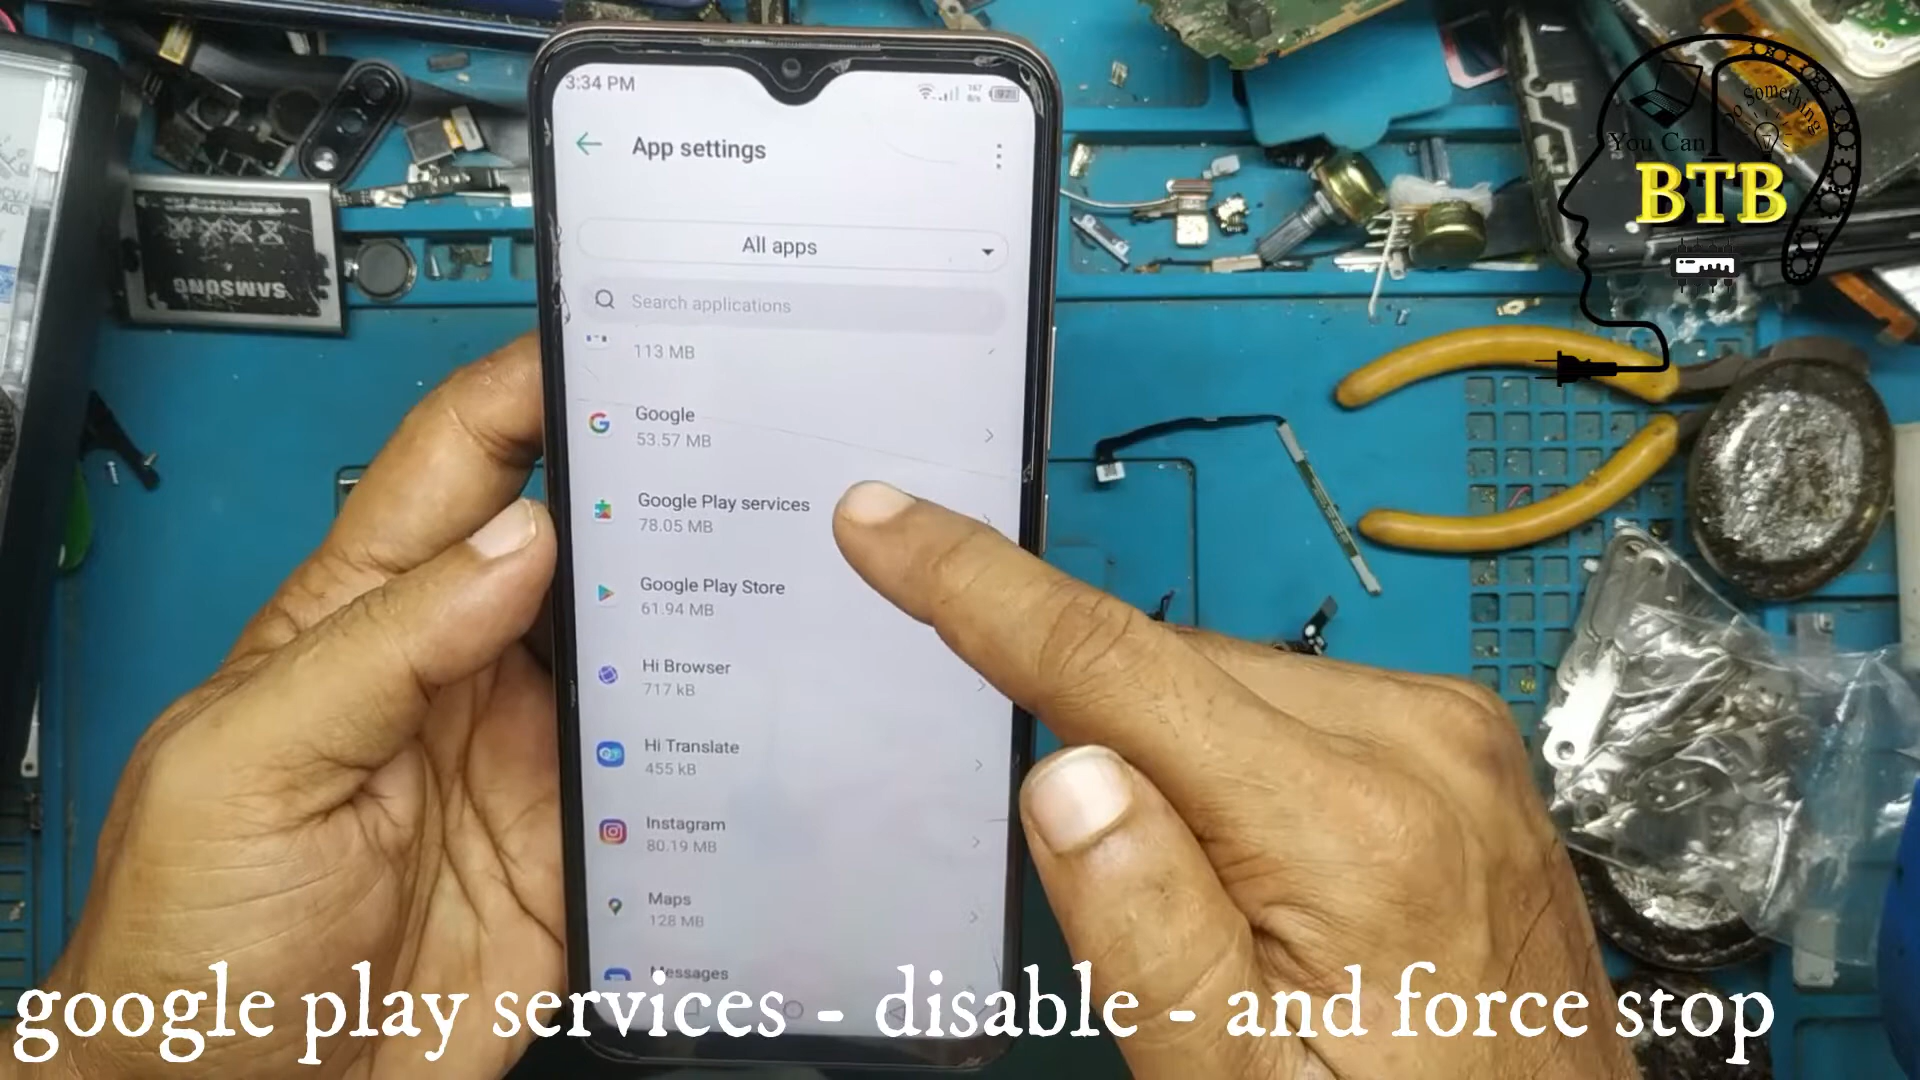 3:34 PM
App settings
All apps
Search applications
113 MB
Google
53.57 MB
Google Play services
78.05 MB
Google Play Store
61.94 MB
Hi Browser
717 kB
Hi Translate
455 kB
Instagram
80.19 MB
Maps
128 MB
Messages
SAMSUNG
You Can
Do Something
BTB
google play services - disable - and force stop